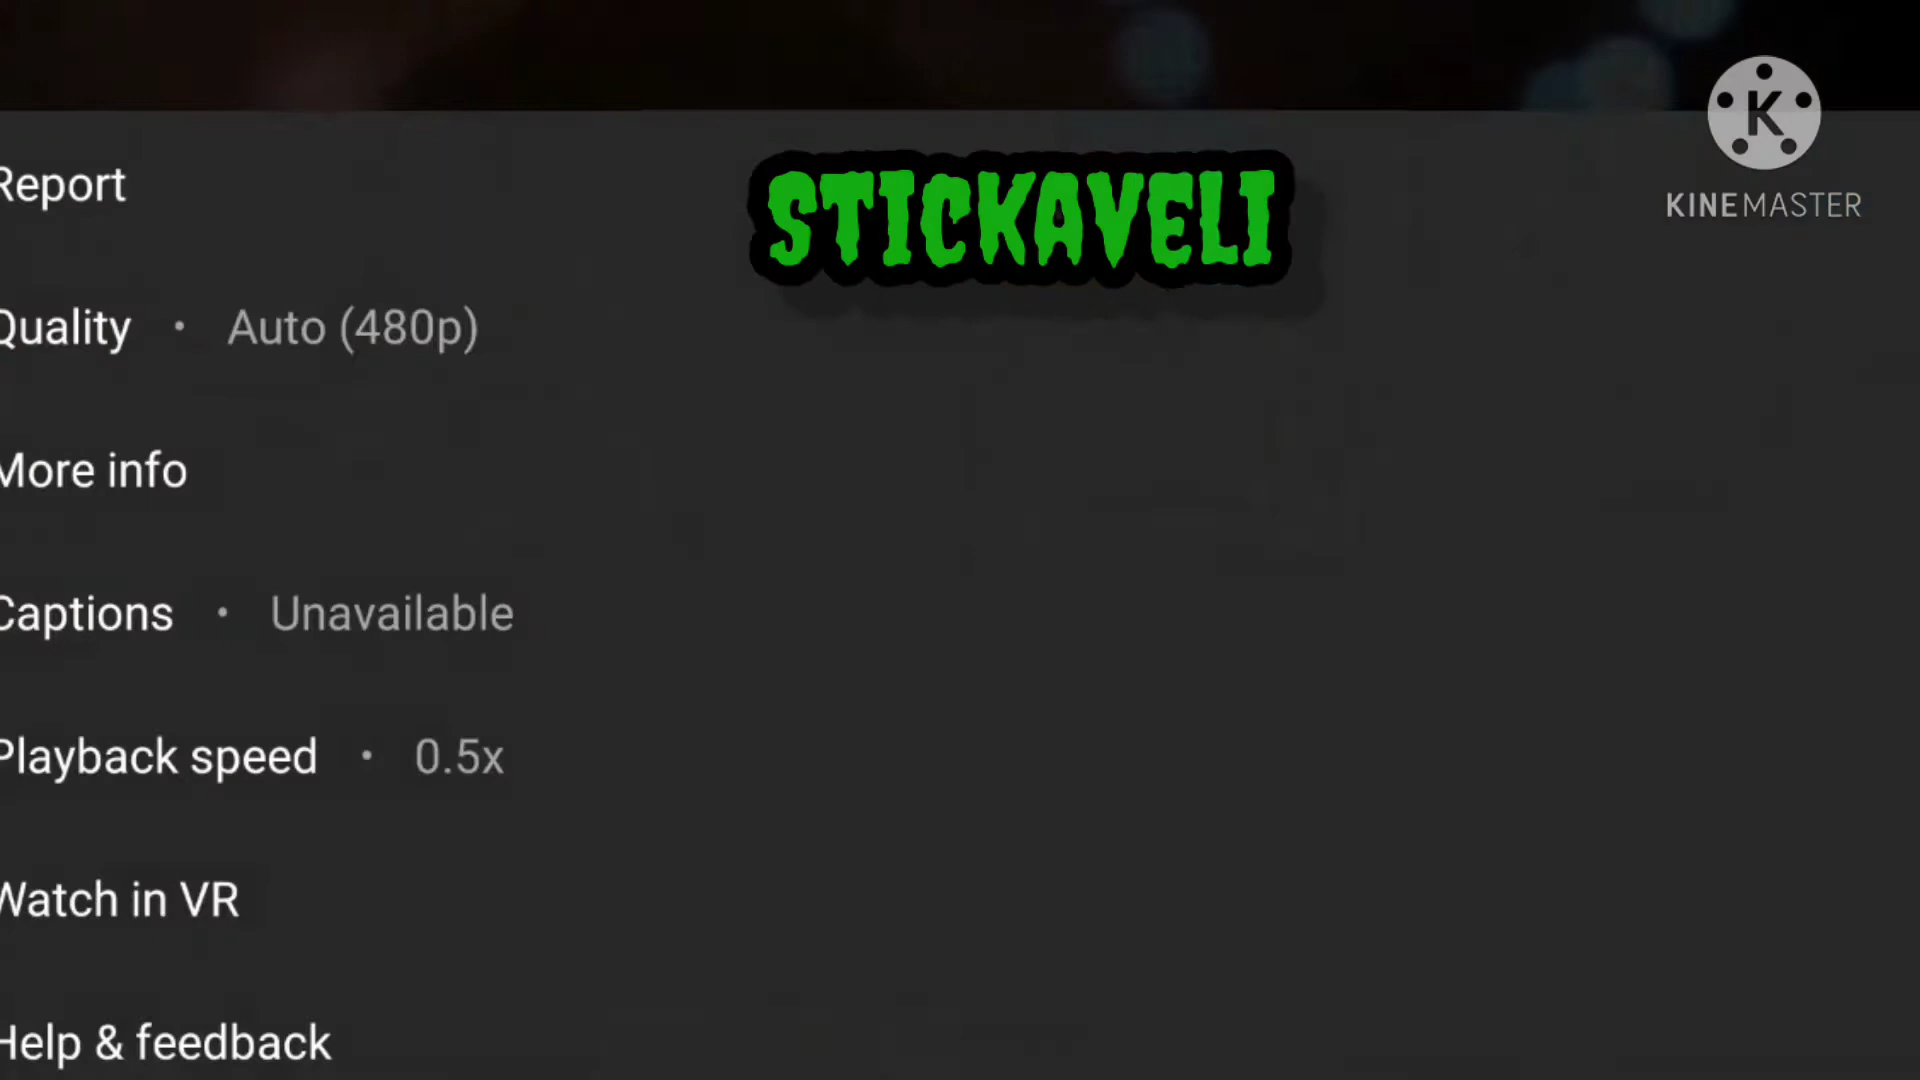 Report
STICKAVELI
K
KINEMASTER
Quality • Auto (480p)
More info
Captions • Unavailable
Playback speed • 0.5x
Watch in VR
Help & feedback